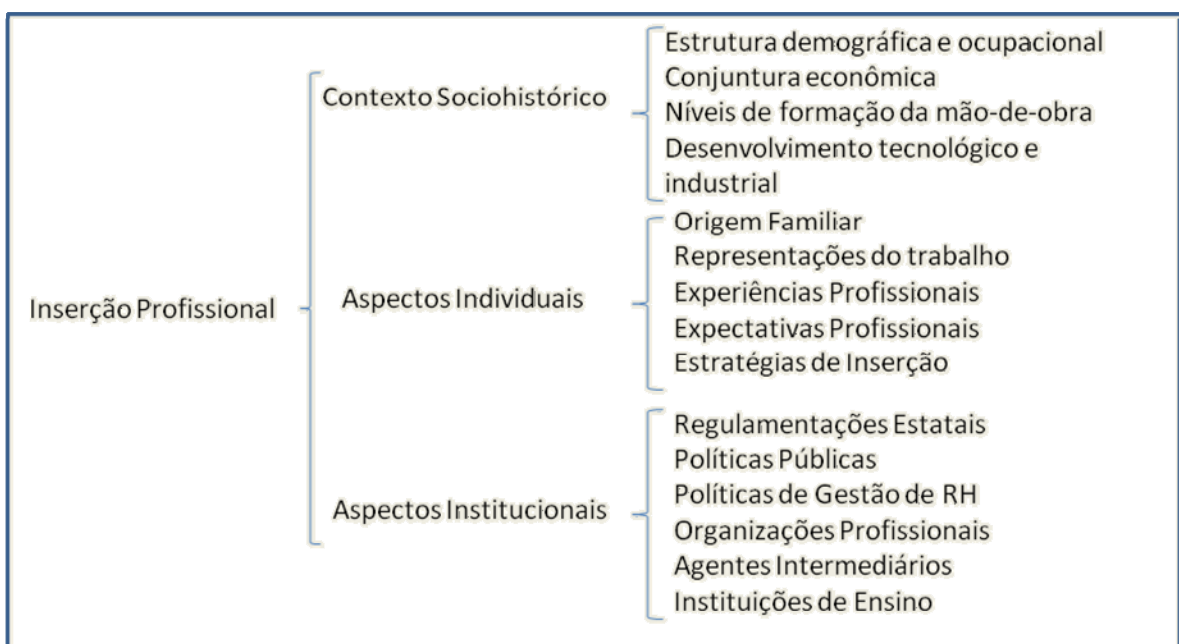 Inserção Profissional
Contexto Sociohistórico
Estrutura demográfica e ocupacional
Conjuntura econômica
Níveis de formação da mão-de-obra
Desenvolvimento tecnológico e
industrial
Aspectos Individuais
Origem Familiar
Representações do trabalho
Experiências Profissionais
Expectativas Profissionais
Estratégias de Inserção
Aspectos Institucionais
Regulamentações Estatais
Políticas Públicas
Políticas de Gestão de RH
Organizações Profissionais
Agentes Intermediários
Instituições de Ensino